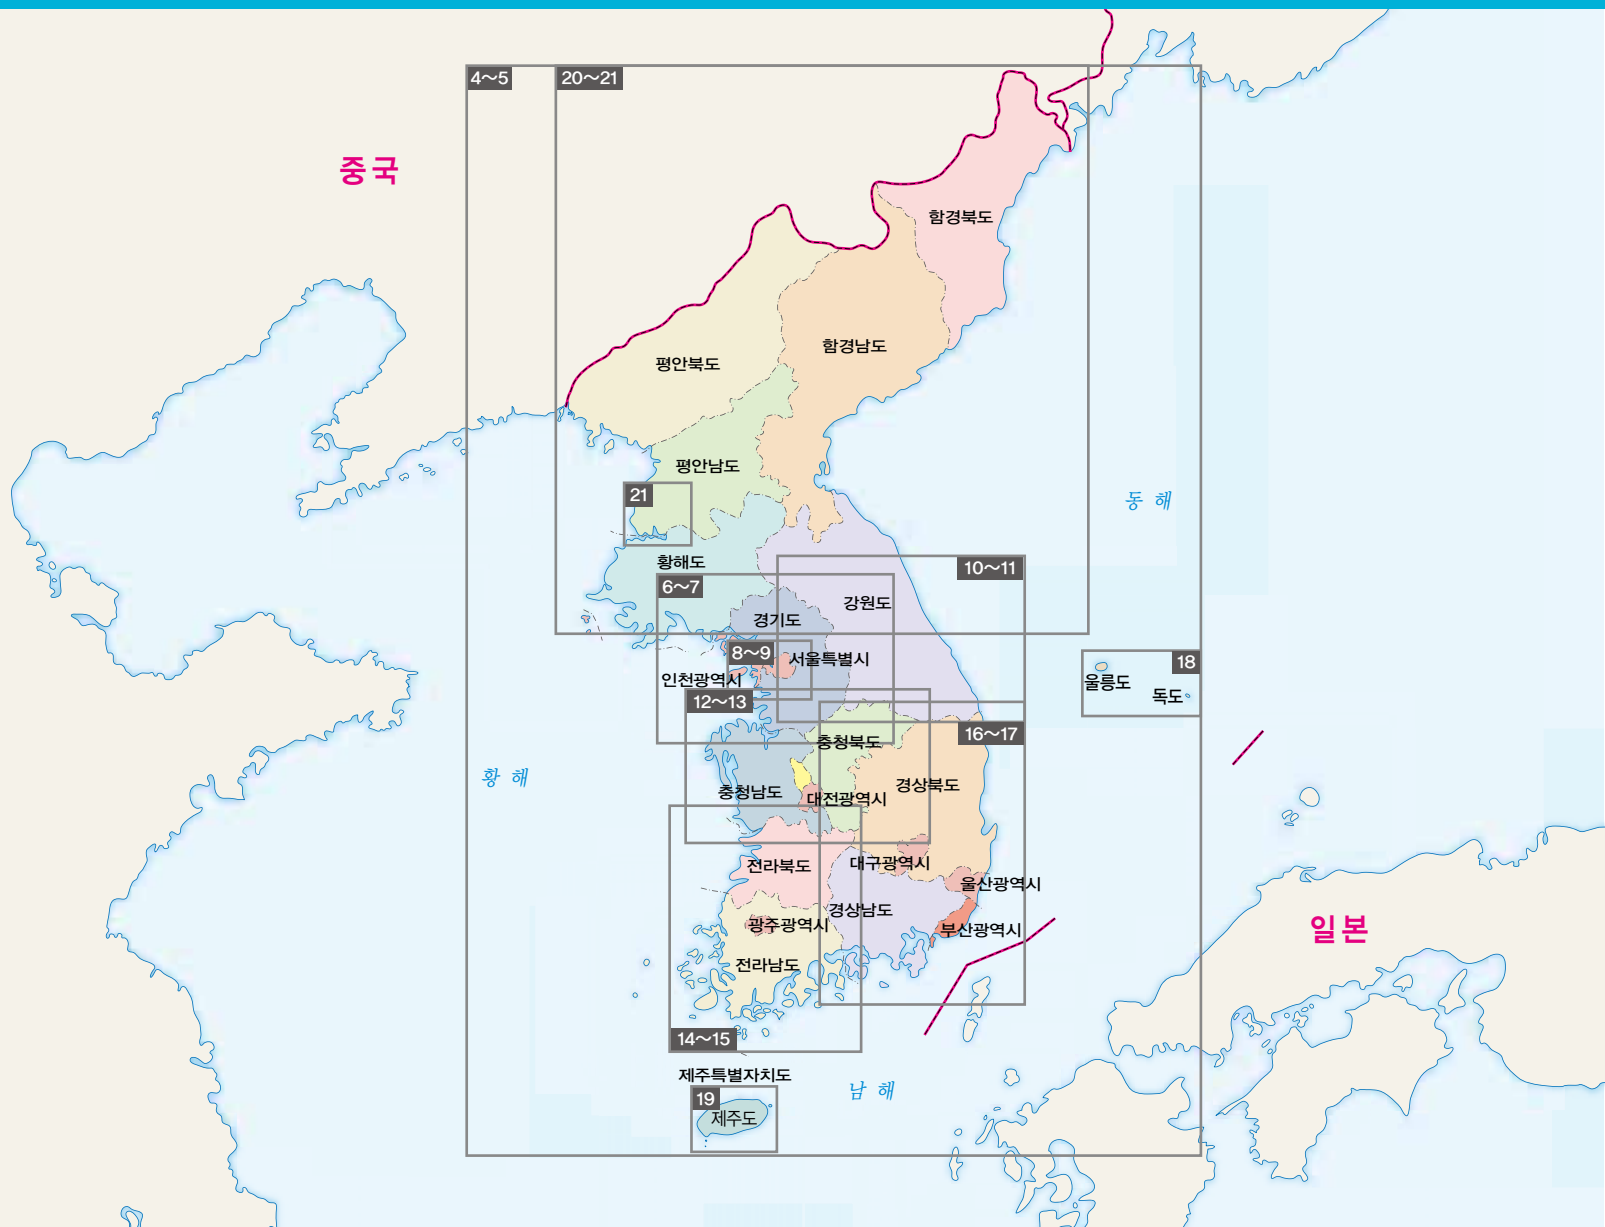 4～5
20～21
중국
함경북도
함경남도
평안북도
평안남도
21
동해
황해도
10～11
6～7
강원도
경기도
8～9
서울특별시
18
인천광역시
울릉도
독도
12～13
16～17
충청북도
황해
경상북도
충청남도
대전광역시
대구광역시
전라북도
울산광역시
경상남도
광주광역시
부산광역시
일본
전라남도
14～15
제주특별자치도
남해
19
제주도